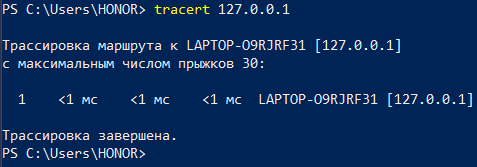 PS C:\Users\HONOR> tracert 127.0.0.1
Трассировка маршрута к LAPTOP-O9RJRF31 [127.0.0.1]
с максимальным числом прыжков 30:
1 <1 мс <1 мс <1 мс LAPTOP-O9RJRF31 [127.0.0.1]
Трассировка завершена.
PS C:\Users\HONOR>